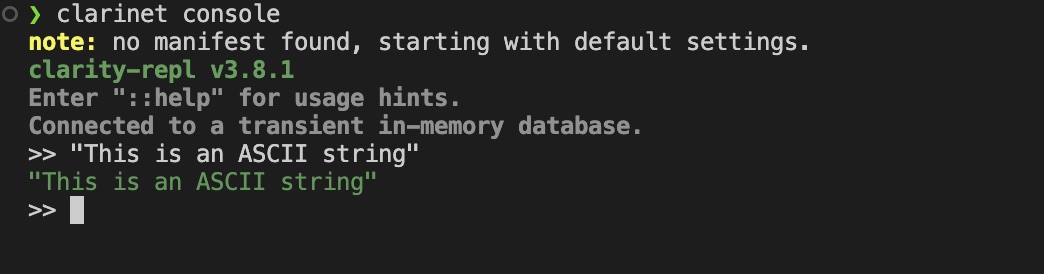 ❯ clarinet console
note: no manifest found, starting with default settings.
clarity-repl v3.8.1
Enter "::help" for usage hints.
Connected to a transient in-memory database.
>> "This is an ASCII string"
"This is an ASCII string"
>>